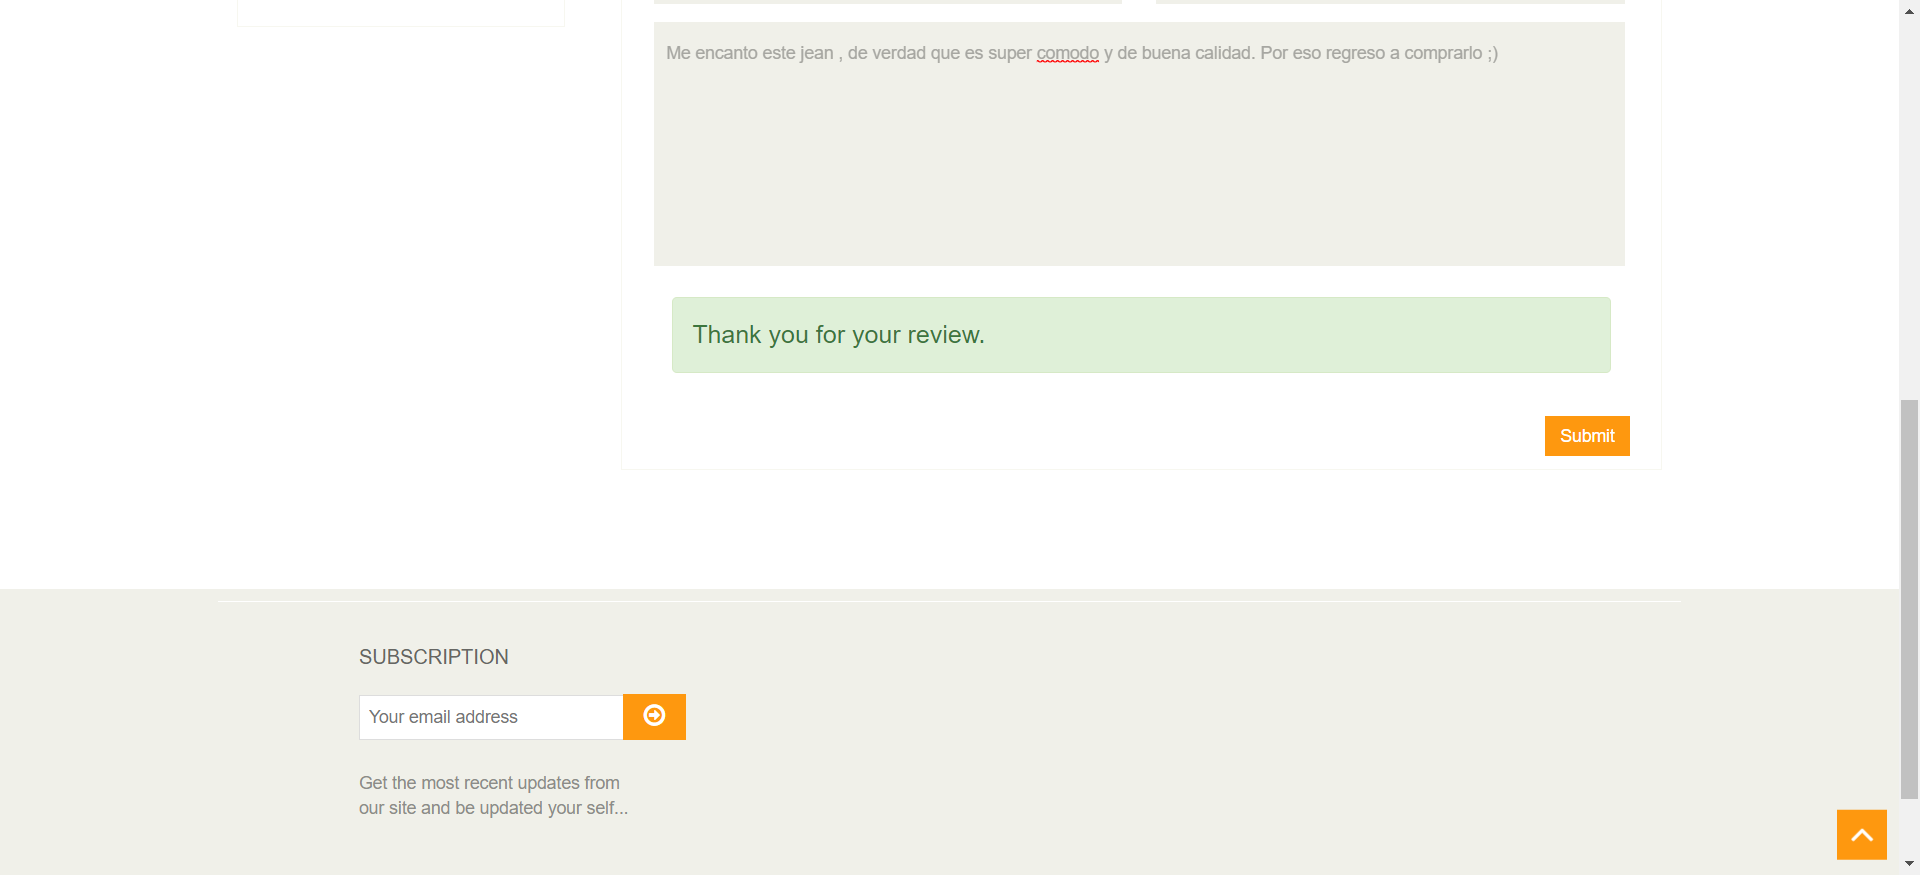 Me encanto este jean , de verdad que es super comodo y de buena calidad. Por eso regreso a comprarlo ;)
Thank you for your review.
Submit
SUBSCRIPTION
Your email address
Get the most recent updates from
our site and be updated your self...